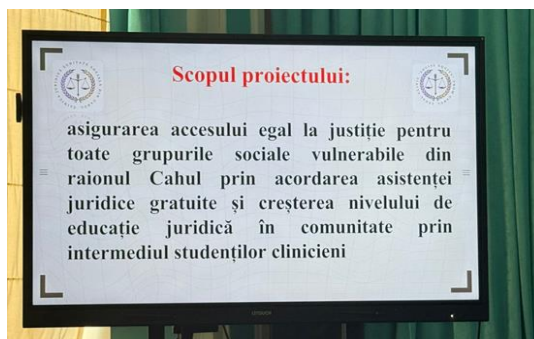 Scopul proiectului:
asigurarea accesului egal la justiție pentru
toate grupurile sociale vulnerabile din
raionul Cahul prin acordarea asistenței
juridice gratuite și creșterea nivelului de
educație juridică în comunitate prin
intermediul studenților clinicieni